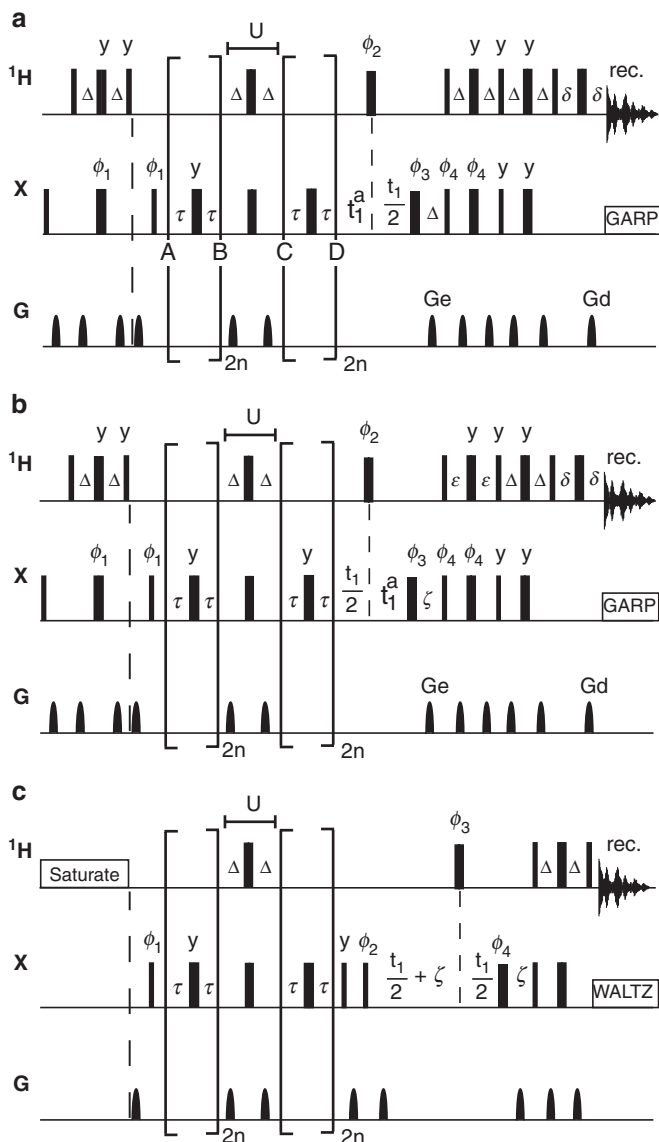 a
U
y y ϕ2 y y y y
¹H Δ Δ Δ Δ Δ Δ Δ Δ δ δ rec.
ϕ1 ϕ1 y t1/2 ϕ3 ϕ4 ϕ4 y y
X τ τ τ τ t1^a Δ GARP
A B C D
G Ge Gd
2n 2n
b
U
y y ϕ2 y y y
¹H Δ Δ Δ Δ ε ε Δ Δ δ δ rec.
ϕ1 ϕ1 y y t1/2 ϕ3 ϕ4 ϕ4 y y
X τ τ τ τ t1^a ζ GARP
G Ge Gd
2n 2n
c
U
ϕ3
¹H Saturate Δ Δ Δ Δ rec.
ϕ1 y y ϕ2 ϕ4
X τ τ τ τ t1/2 + ζ t1/2 ζ WALTZ
G
2n 2n